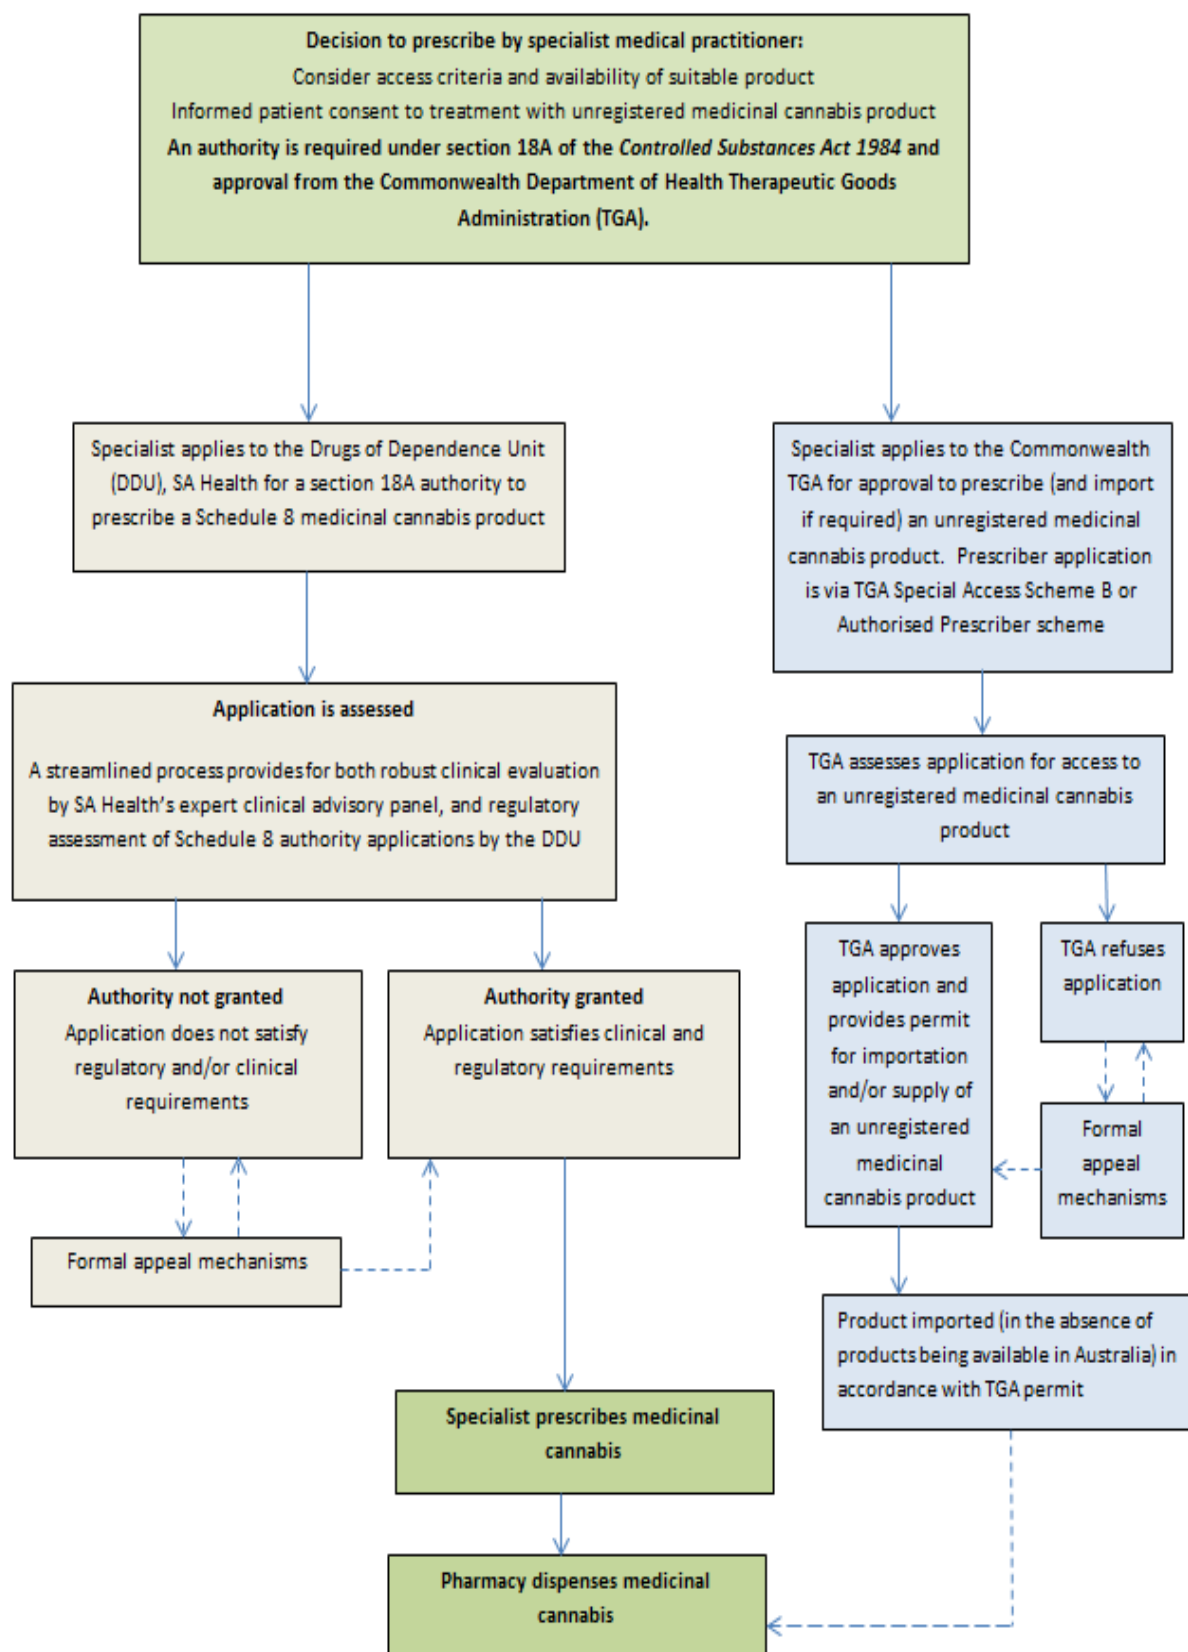 Decision to prescribe by specialist medical practitioner:
Consider access criteria and availability of suitable product
Informed patient consent to treatment with unregistered medicinal cannabis product
An authority is required under section 18A of the Controlled Substances Act 1984 and
approval from the Commonwealth Department of Health Therapeutic Goods
Administration (TGA).
Specialist applies to the Drugs of Dependence Unit
(DDU), SA Health for a section 18A authority to
prescribe a Schedule 8 medicinal cannabis product
Specialist applies to the Commonwealth
TGA for approval to prescribe (and import
if required) an unregistered medicinal
cannabis product.  Prescriber application
is via TGA Special Access Scheme B or
Authorised Prescriber scheme
Application is assessed
A streamlined process provides for both robust clinical evaluation
by SA Health's expert clinical advisory panel, and regulatory
assessment of Schedule 8 authority applications by the DDU
TGA assesses application for access to
an unregistered medicinal cannabis
product
Authority not granted
Application does not satisfy
regulatory and/or clinical
requirements
Authority granted
Application satisfies clinical and
regulatory requirements
TGA approves
application and
provides permit
for importation
and/or supply of
an unregistered
medicinal
cannabis product
TGA refuses
application
Formal
appeal
mechanisms
Formal appeal mechanisms
Product imported (in the absence of
products being available in Australia) in
accordance with TGA permit
Specialist prescribes medicinal
cannabis
Pharmacy dispenses medicinal
cannabis